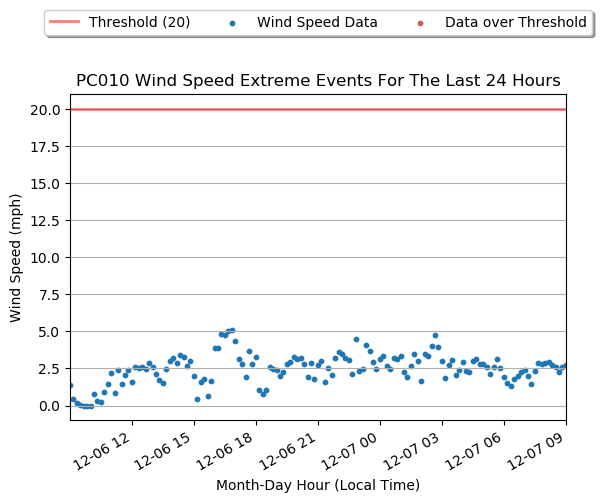 Threshold (20) Wind Speed Data Data over Threshold
PC010 Wind Speed Extreme Events For The Last 24 Hours
20.0
17.5
15.0
12.5
10.0
7.5
5.0
2.5
0.0
Wind Speed (mph)
12-06 12 12-06 15 12-06 18 12-06 21 12-07 00 12-07 03 12-07 06 12-07 09
Month-Day Hour (Local Time)